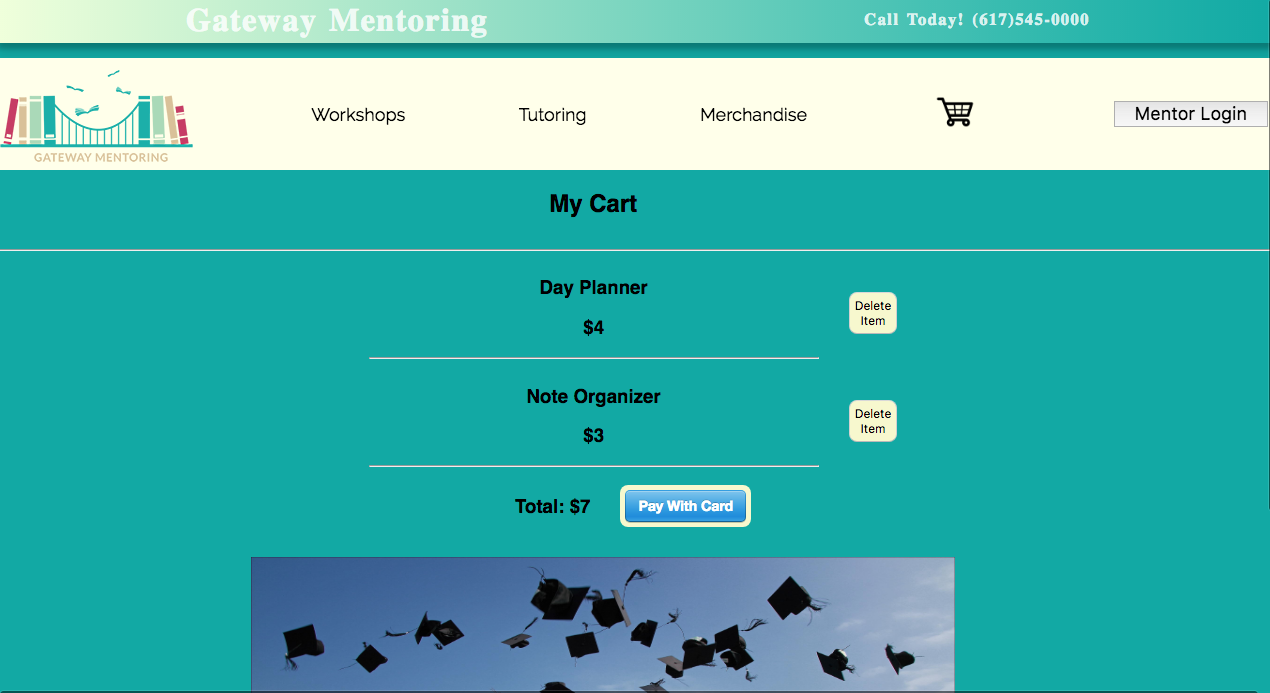 Gateway Mentoring
Call Today! (617)545-0000
GATEWAY MENTORING
Workshops
Tutoring
Merchandise
Mentor Login
My Cart
Day Planner
$4
Delete
Item
Note Organizer
$3
Delete
Item
Total: $7
Pay With Card